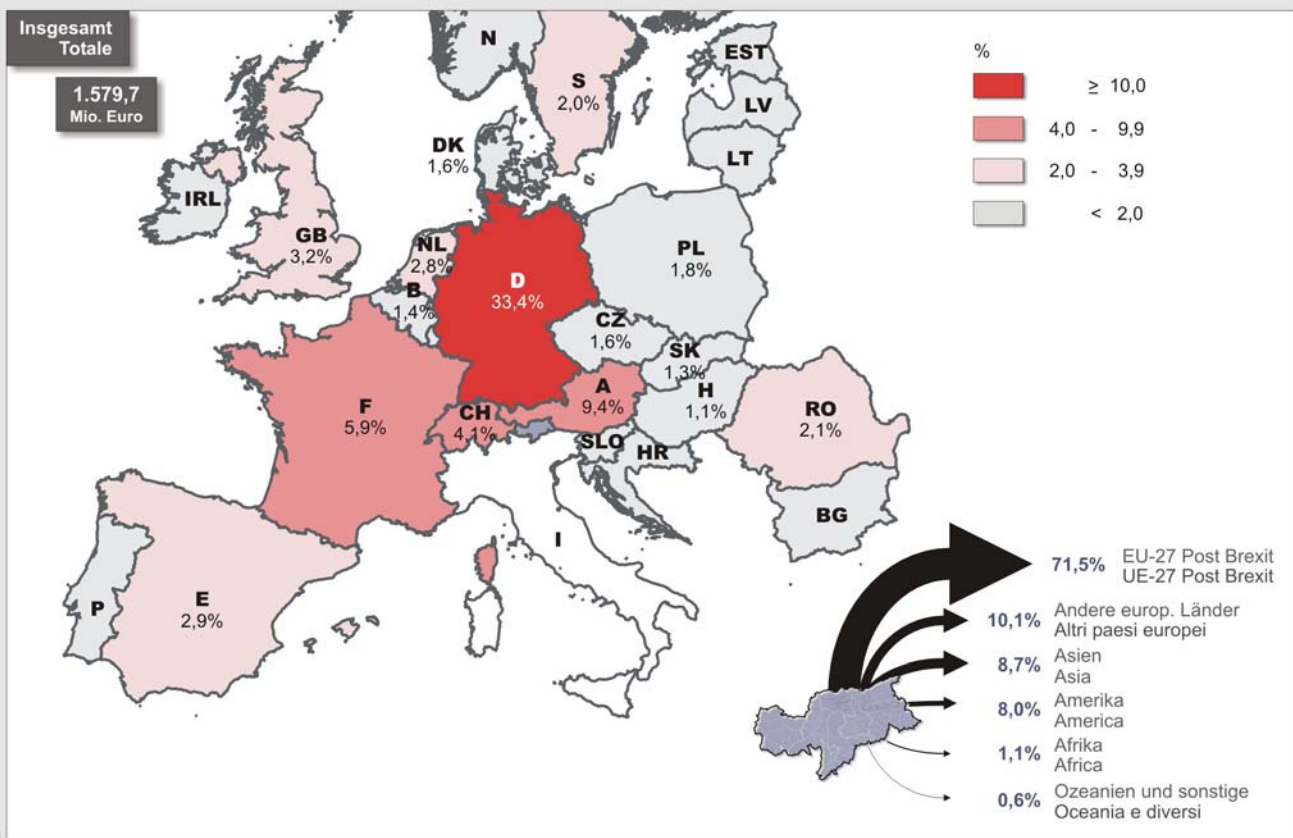 Insgesamt
Totale
1.579,7
Mio. Euro
N
S
2,0%
EST
LV
LT
DK
1,6%
IRL
GB
3,2%
NL
2,8%
B
1,4%
D
33,4%
PL
1,8%
CZ
1,6%
SK
1,3%
F
5,9%
CH
4,1%
A
9,4%
H
1,1%
RO
2,1%
SLO
HR
BG
I
P
E
2,9%
%
≥ 10,0
4,0 - 9,9
2,0 - 3,9
< 2,0
71,5% EU-27 Post Brexit
UE-27 Post Brexit
10,1% Andere europ. Länder
Altri paesi europei
8,7% Asien
Asia
8,0% Amerika
America
1,1% Afrika
Africa
0,6% Ozeanien und sonstige
Oceania e diversi